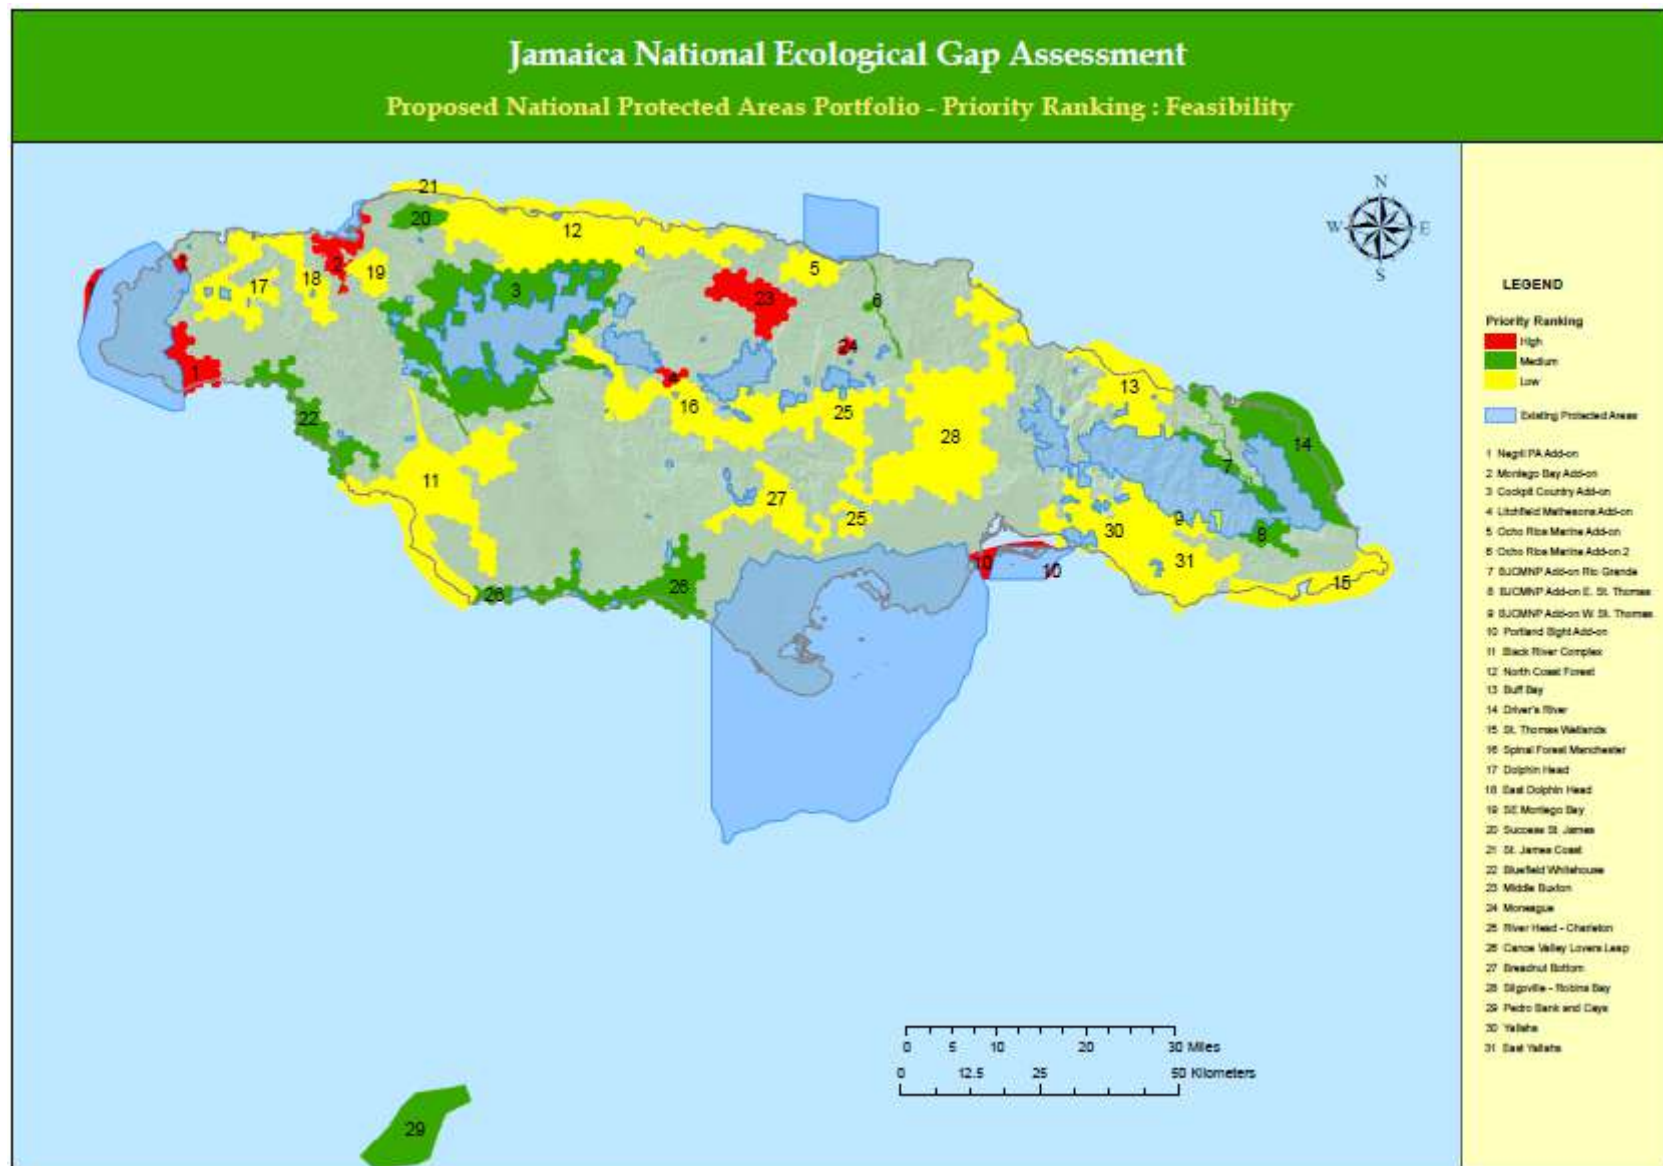 Jamaica National Ecological Gap Assessment
Proposed National Protected Areas Portfolio - Priority Ranking : Feasibility
21
20
12
2
19
18
17
5
3
23
6
24
1
4
16
25
22
28
13
14
7
11
27
25
30
9
8
31
10
10
15
26
26
29
N
W
E
S
0 5 10 20 30 Miles
0 12.5 25 50 Kilometers
LEGEND
Priority Ranking
High
Medium
Low
Existing Protected Areas
1 Negril PA Add-on
2 Montego Bay Add-on
3 Cockpit Country Add-on
4 Litchfield Mathesons Add-on
5 Ocho Rios Marine Add-on
6 Ocho Rios Marine Add-on 2
7 BJCMNP Add-on Rio Grande
8 BJCMNP Add-on E. St. Thomas
9 BJCMNP Add-on W. St. Thomas
10 Portland Bight Add-on
11 Black River Complex
12 North Coast Forest
13 Buff Bay
14 Driver's River
15 St. Thomas Wetlands
16 Spinal Forest Manchester
17 Dolphin Head
18 East Dolphin Head
19 SE Montego Bay
20 Success St. James
21 St. James Coast
22 Bluefield Whitehouse
23 Middle Buxton
24 Moneague
25 River Head - Charleton
26 Canoe Valley Lovers Leap
27 Breadnut Bottom
28 Sligoville - Robins Bay
29 Pedro Bank and Cays
30 Yallahs
31 East Yallahs